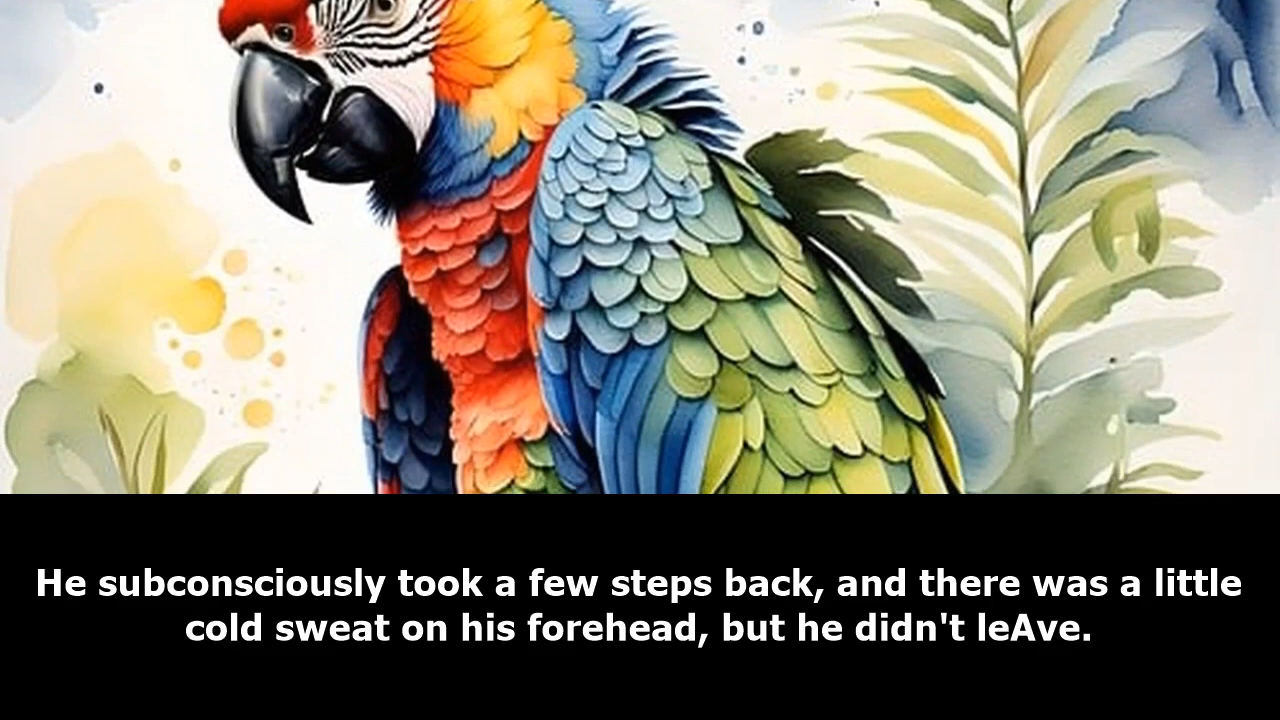 He subconsciously took a few steps back, and there was a little
cold sweat on his forehead, but he didn't leAve.